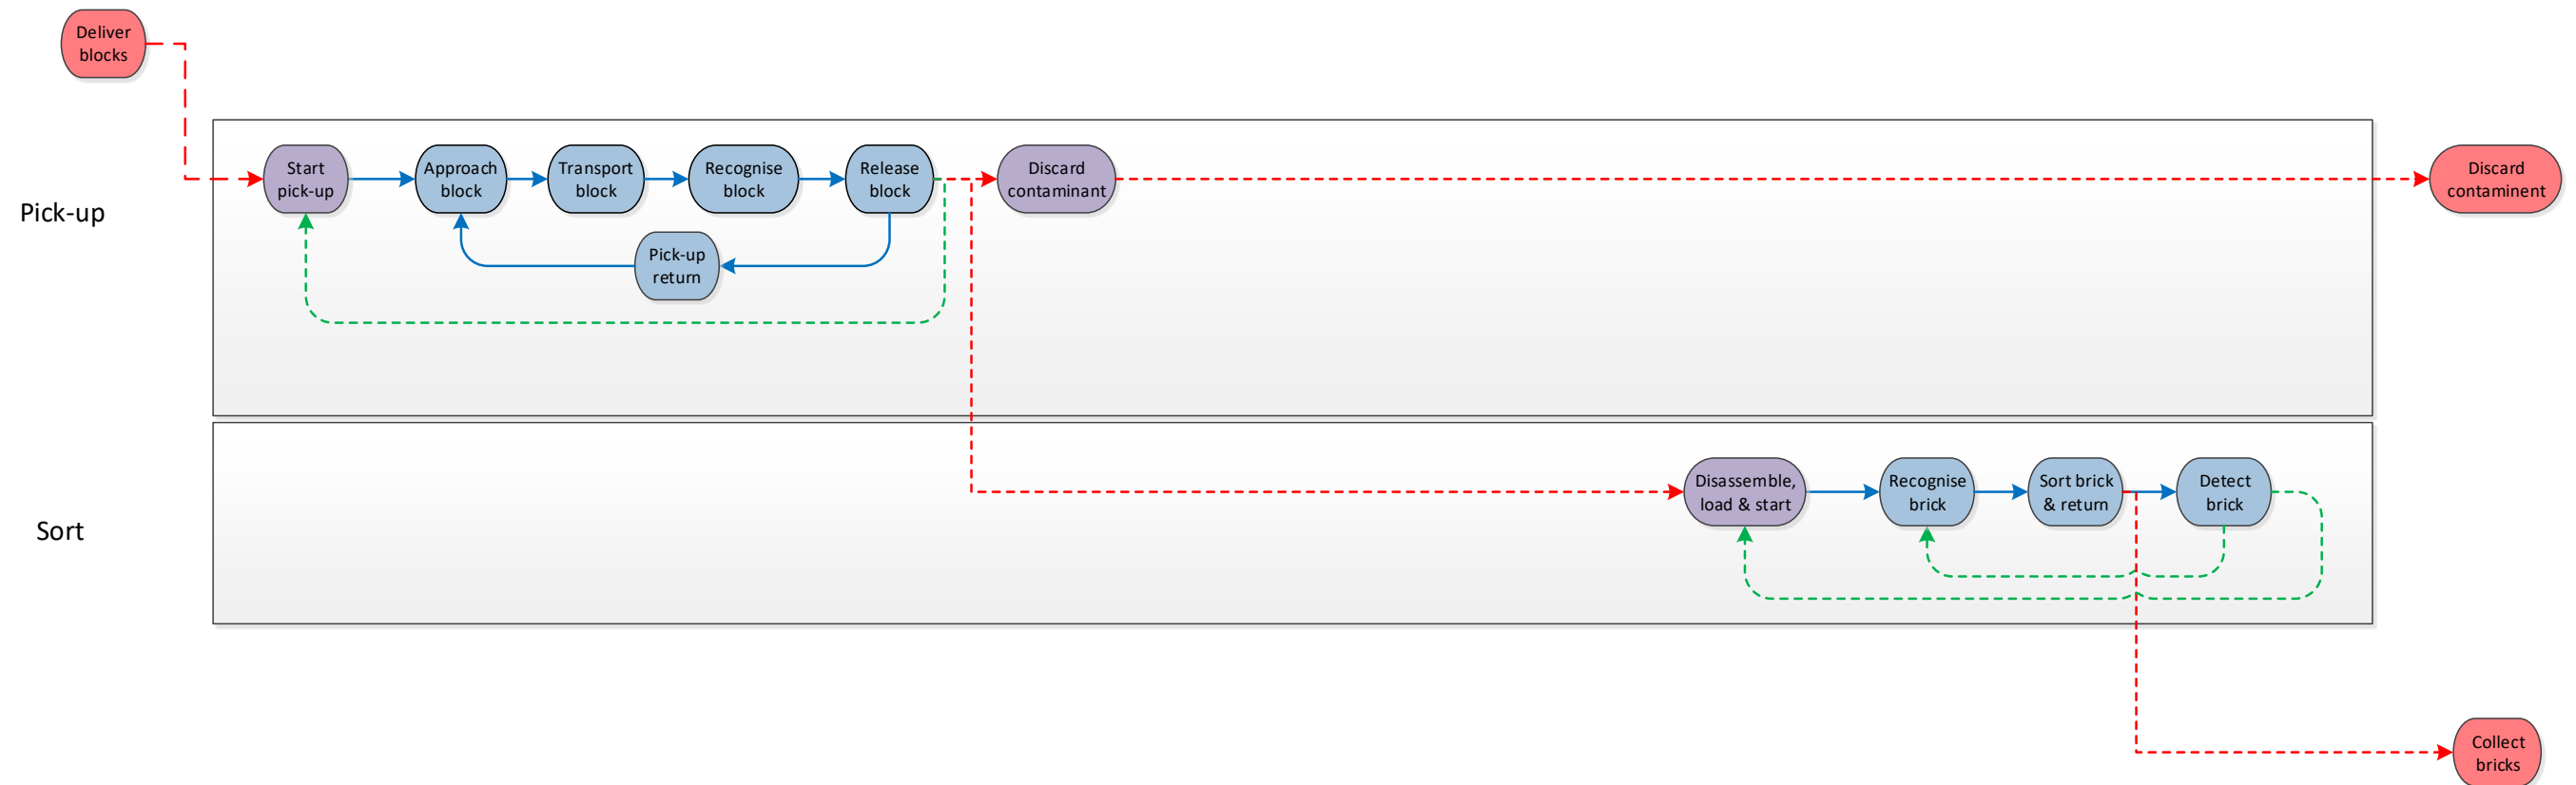 Deliver
blocks
Pick-up
Start
pick-up
Approach
block
Transport
block
Recognise
block
Release
block
Discard
contaminant
Discard
contaminent
Pick-up
return
Sort
Disassemble,
load & start
Recognise
brick
Sort brick
& return
Detect
brick
Collect
bricks